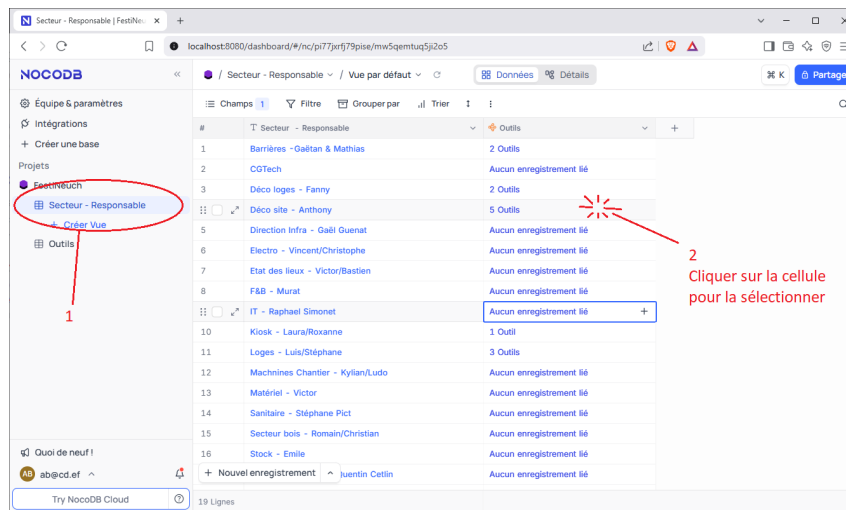 Secteur - Responsable | FestiNeu
localhost:8080/dashboard/#/nc/pi77jxrfj79pise/mw5qemtuq5ji2o5
NOCODB
Secteur - Responsable / Vue par défaut
Données
Détails
⌘ K
Partage
Équipe & paramètres
Intégrations
Créer une base
Projets
FestiNeuch
Secteur - Responsable
Créer Vue
Outils
1
Champs 1 Filtre Grouper par Trier
# Secteur - Responsable Outils
1 Barrières -Gaëtan & Mathias 2 Outils
2 CGTech Aucun enregistrement lié
3 Déco loges - Fanny 2 Outils
Déco site - Anthony 5 Outils
5 Direction Infra - Gaël Guenat Aucun enregistrement lié
6 Electro - Vincent/Christophe Aucun enregistrement lié
7 Etat des lieux - Victor/Bastien Aucun enregistrement lié
8 F&B - Murat Aucun enregistrement lié
IT - Raphael Simonet Aucun enregistrement lié
10 Kiosk - Laura/Roxanne 1 Outil
11 Loges - Luis/Stéphane 3 Outils
12 Machnines Chantier - Kylian/Ludo Aucun enregistrement lié
13 Matériel - Victor Aucun enregistrement lié
14 Sanitaire - Stéphane Pict Aucun enregistrement lié
15 Secteur bois - Romain/Christian Aucun enregistrement lié
16 Stock - Emile Aucun enregistrement lié
Nouvel enregistrement uentin Cetlin Aucun enregistrement lié
19 Lignes
2
Cliquer sur la cellule
pour la sélectionner
Quoi de neuf !
AB ab@cd.ef
Try NocoDB Cloud